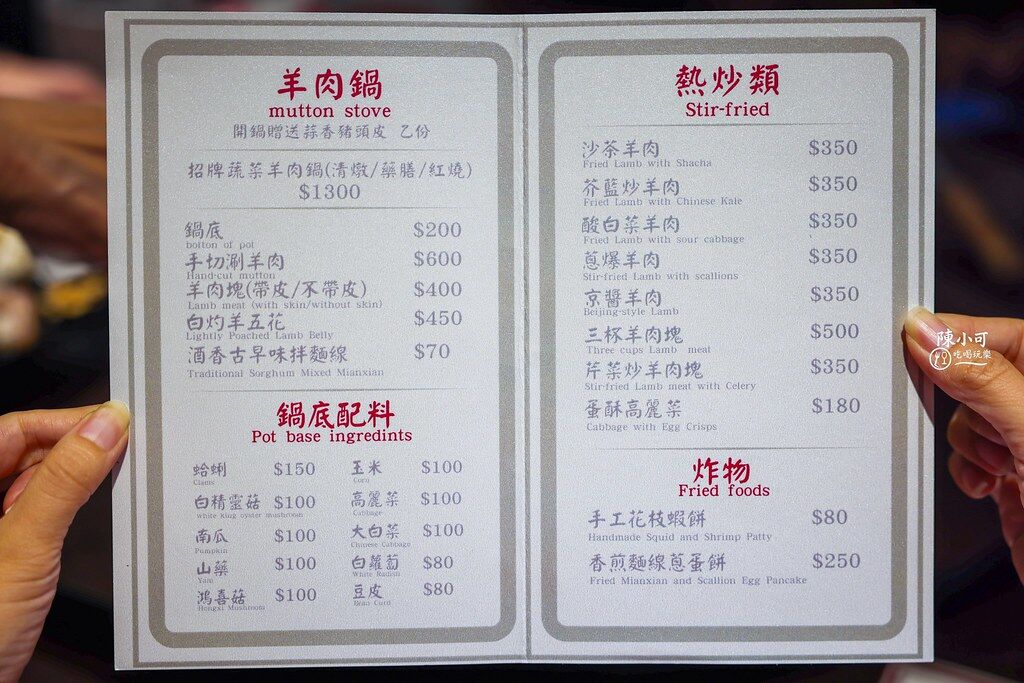 羊肉鍋
mutton stove
開鍋贈送蒜香豬頭皮 乙份
招牌蔬菜羊肉鍋(清燉/藥膳/紅燒)
$1300
鍋底 $200
botton of pot
手切涮羊肉 $600
Hand-cut mutton
羊肉塊(帶皮/不帶皮) $400
Lamb meat (with skin/without skin)
白灼羊五花 $450
Lightly Poached Lamb Belly
酒香古早味拌麵線 $70
Traditional Sorghum Mixed Mianxian
鍋底配料
Pot base ingredints
蛤蜊 $150 玉米 $100
Clams Corn
白精靈菇 $100 高麗菜 $100
white king oyster mushroom Cabbage
南瓜 $100 大白菜 $100
Pumpkin Chinese Cabbage
山藥 $100 白蘿蔔 $80
Yam White Radish
鴻喜菇 $100 豆皮 $80
Hongxi Mushroom Bean Curd
熱炒類
Stir-fried
沙茶羊肉 $350
Fried Lamb with Shacha
芥藍炒羊肉 $350
Fried Lamb with Chinese Kale
酸白菜羊肉 $350
Fried Lamb with sour cabbage
蔥爆羊肉 $350
Stir-fried Lamb with scallions
京醬羊肉 $350
Beijing-style Lamb
三杯羊肉塊 $500
Three cups Lamb meat
芹菜炒羊肉塊 $350
Stir-fried Lamb meat with Celery
蛋酥高麗菜 $180
Cabbage with Egg Crisps
炸物
Fried foods
手工花枝蝦餅 $80
Handmade Squid and Shrimp Patty
香煎麵線蔥蛋餅 $250
Fried Mianxian and Scallion Egg Pancake
陳小可
吃喝玩樂